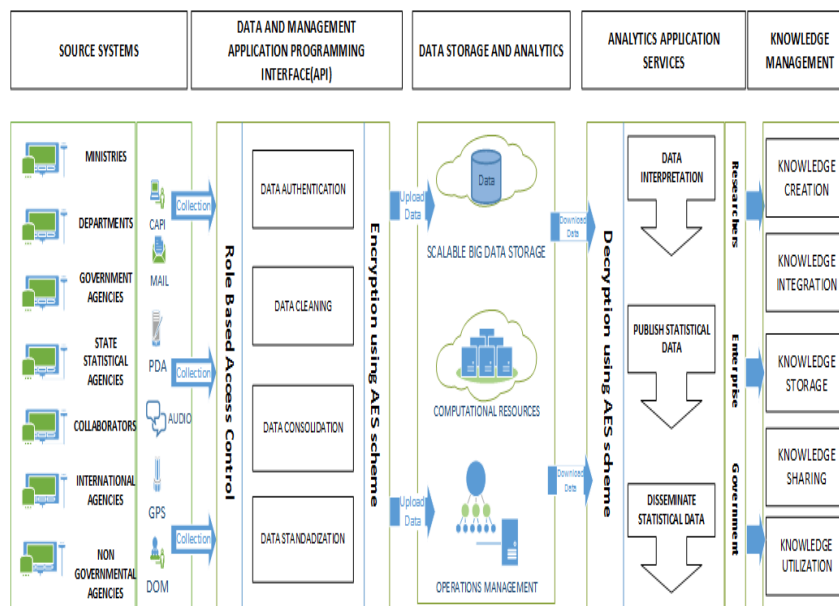 SOURCE SYSTEMS
DATA AND MANAGEMENT
APPLICATION PROGRAMMING
INTERFACE(API)
DATA STORAGE AND ANALYTICS
ANALYTICS APPLICATION
SERVICES
KNOWLEDGE
MANAGEMENT
MINISTRIES
DEPARTMENTS
GOVERNMENT
AGENCIES
STATE
STATISTICAL
AGENCIES
COLLABORATORS
INTERNATIONAL
AGENCIES
NON
GOVERNMENTAL
AGENCIES
CAPI
MAIL
PDA
AUDIO
GPS
DOM
Collection
Collection
Collection
Role Based Access Control
DATA AUTHENTICATION
DATA CLEANING
DATA CONSOLIDATION
DATA STANDADIZATION
Encryption using AES scheme
Upload
Data
Upload
Data
Data
SCALABLE BIG DATA STORAGE
COMPUTATIONAL RESOURCES
OPERATIONS MANAGEMENT
Download
Data
Download
Data
Decryption using AES scheme
DATA
INTERPRETATION
PUBLISH STATISTICAL
DATA
DISSEMINATE
STATISTICAL DATA
Researchers
Enterprise
Government
KNOWLEDGE
CREATION
KNOWLEDGE
INTEGRATION
KNOWLEDGE
STORAGE
KNOWLEDGE
SHARING
KNOWLEDGE
UTILIZATION